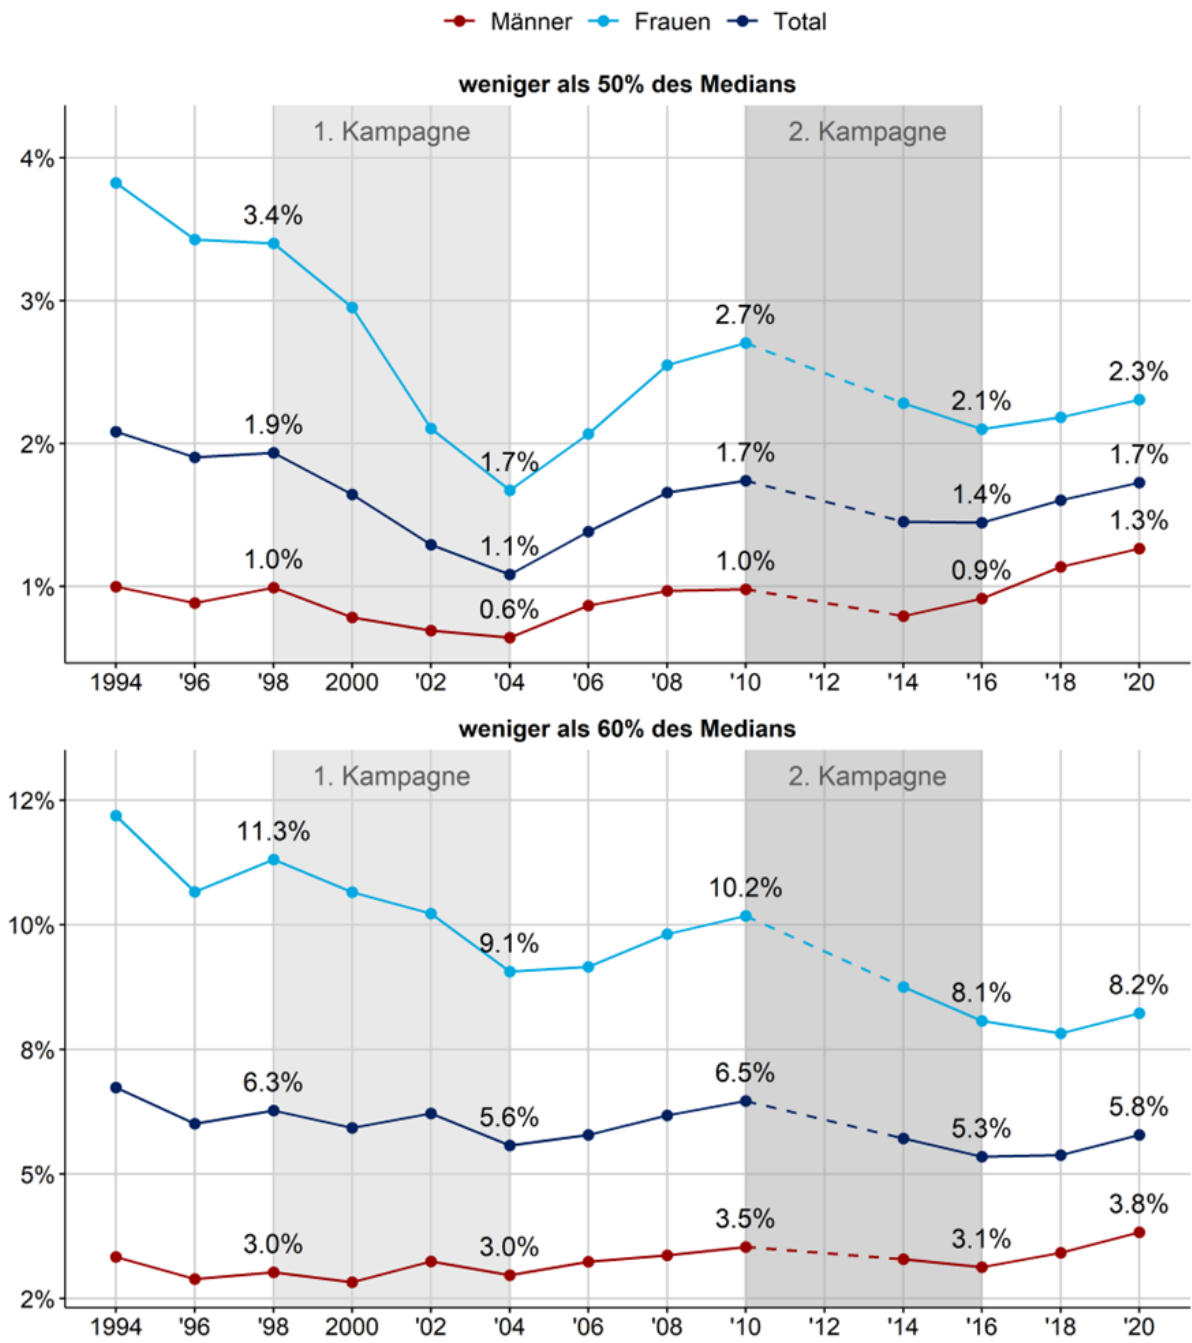 Männer Frauen Total
weniger als 50% des Medians
1. Kampagne 2. Kampagne
4%
3.4%
3%
2.7%
2.3%
2.1%
1.9%
2%
1.7% 1.7% 1.7%
1.4%
1.3%
1.1%
1.0% 1.0%
0.9%
1%
0.6%
1994 '96 '98 2000 '02 '04 '06 '08 '10 '12 '14 '16 '18 '20
weniger als 60% des Medians
1. Kampagne 2. Kampagne
12%
11.3%
10.2%
10%
9.1%
8.1% 8.2%
8%
6.3% 6.5%
5.6% 5.3% 5.8%
5%
3.0% 3.0% 3.5% 3.1% 3.8%
2%
1994 '96 '98 2000 '02 '04 '06 '08 '10 '12 '14 '16 '18 '20